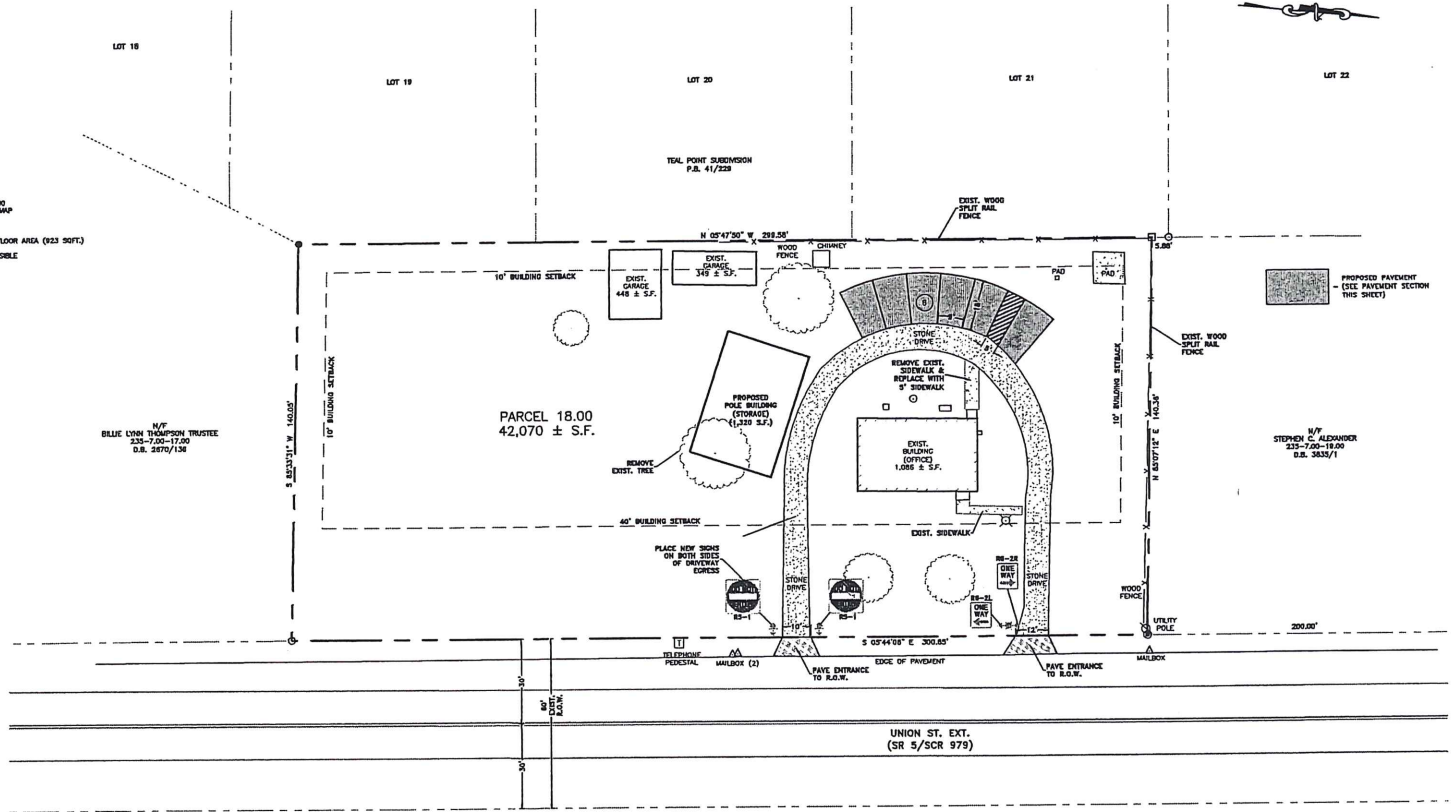 LOT 18
LOT 19
LOT 20
LOT 21
LOT 22
TEAL POINT SUBDIVISION
P.B. 41/229
MAP
LOOR AREA (923 SQFT.)
SIBLE
EXIST. WOOD
SPLIT RAIL
FENCE
N 05°47'50" W 299.58'
WOOD
FENCE
CHIMNEY
5.88'
10' BUILDING SETBACK
EXIST.
GARAGE
448 ± S.F.
EXIST.
GARAGE
349 ± S.F.
PAD
PAD
PROPOSED PAVEMENT
- (SEE PAVEMENT SECTION
THIS SHEET)
EXIST. WOOD
SPLIT RAIL
FENCE
6
18'
STONE
DRIVE
REMOVE EXIST.
SIDEWALK &
REPLACE WITH
5' SIDEWALK
10' BUILDING SETBACK
10' BUILDING SETBACK
PROPOSED
POLE BUILDING
(STORAGE)
(1,320 S.F.)
PARCEL 18.00
42,070 ± S.F.
N/F
BILLIE LYNN THOMPSON TRUSTEE
235-7.00-17.00
D.B. 2670/136
S 85°33'31" W 140.05'
EXIST.
BUILDING
(OFFICE)
1,086 ± S.F.
N 85°07'12" E 140.36'
N/F
STEPHEN C. ALEXANDER
235-7.00-19.00
D.B. 3835/1
REMOVE
EXIST. TREE
40' BUILDING SETBACK
EXIST. SIDEWALK
PLACE NEW SIGNS
ON BOTH SIDES
OF DRIVEWAY
EGRESS
R5-1
R5-1
STONE
DRIVE
R6-2R
ONE
WAY
R6-2L
ONE
WAY
STONE
DRIVE
WOOD
FENCE
UTILITY
POLE
200.00'
10'
12'
S 05°44'08" E 300.85'
T
TELEPHONE
PEDESTAL
MAILBOX (2)
PAVE ENTRANCE
TO R.O.W.
EDGE OF PAVEMENT
PAVE ENTRANCE
TO R.O.W.
MAILBOX
30'
60'
EXIST.
R.O.W.
30'
UNION ST. EXT.
(SR 5/SCR 979)